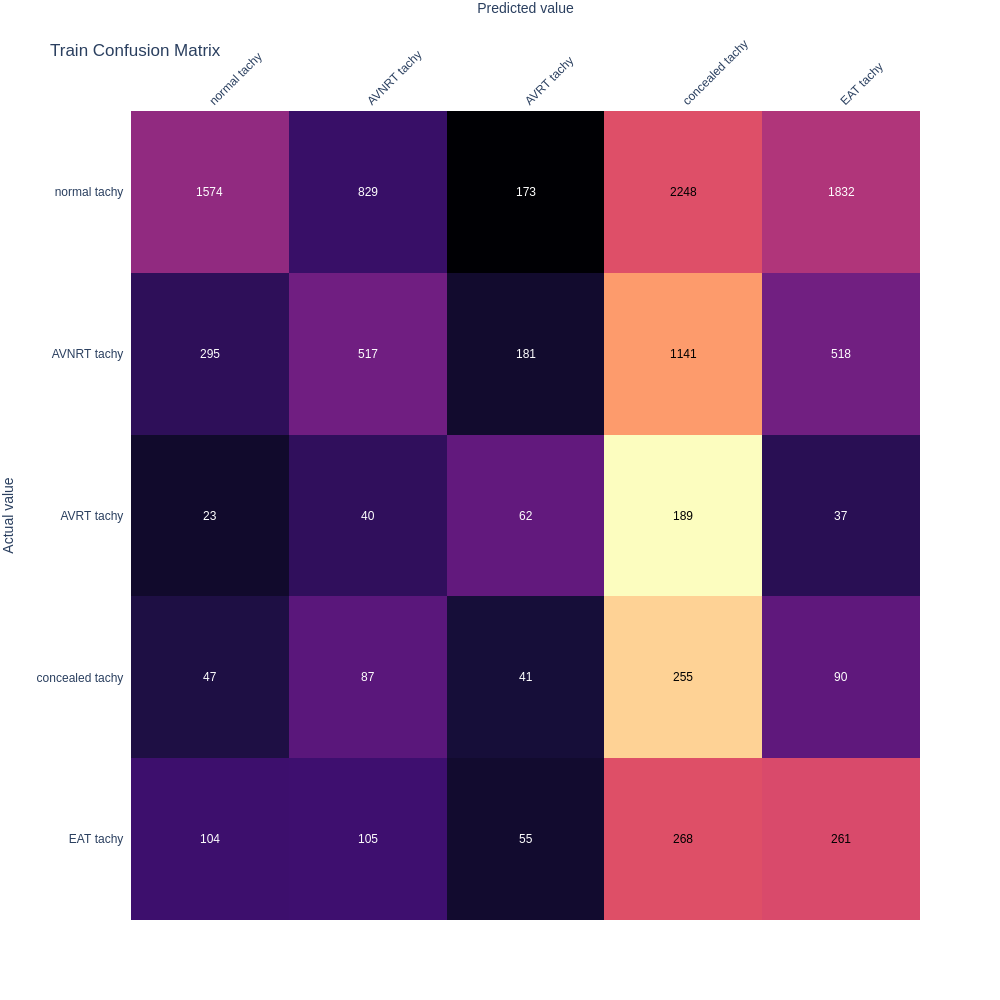 Predicted value
Train Confusion Matrix
normal tachy AVNRT tachy AVRT tachy concealed tachy EAT tachy
normal tachy 1574 829 173 2248 1832
AVNRT tachy 295 517 181 1141 518
AVRT tachy 23 40 62 189 37
Actual value
concealed tachy 47 87 41 255 90
EAT tachy 104 105 55 268 261